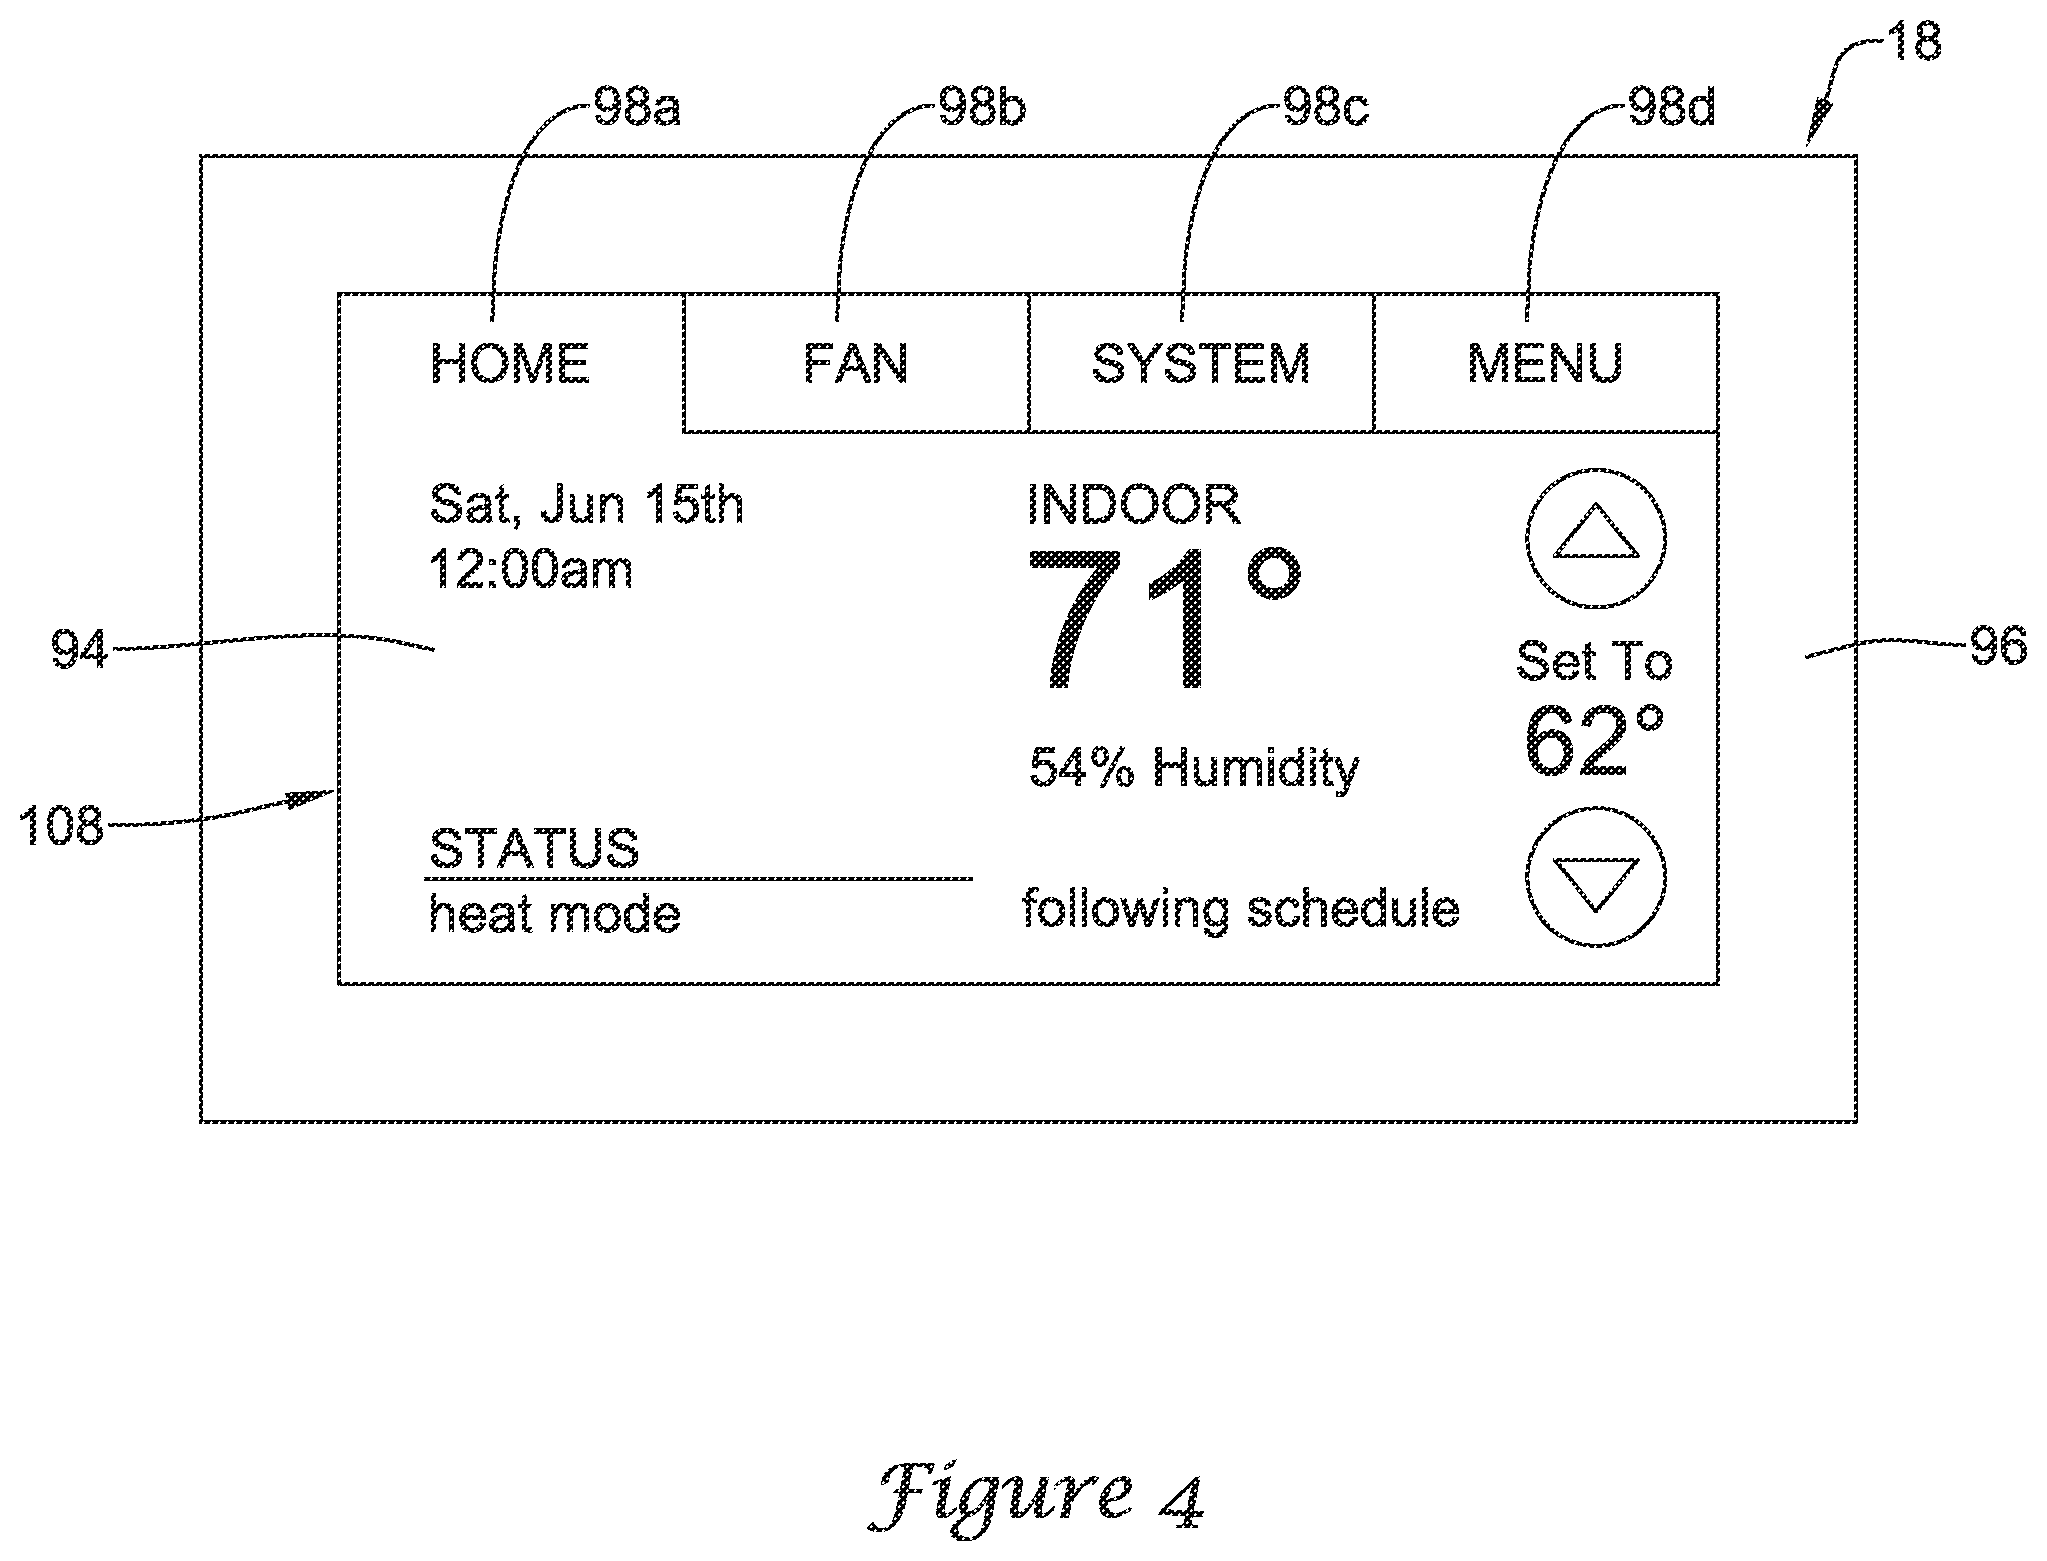 18
98a 98b 98c 98d
HOME FAN SYSTEM MENU
Sat, Jun 15th
12:00am
INDOOR
71°
54% Humidity
Set To
62°
94
96
108
STATUS
heat mode
following schedule
Figure 4